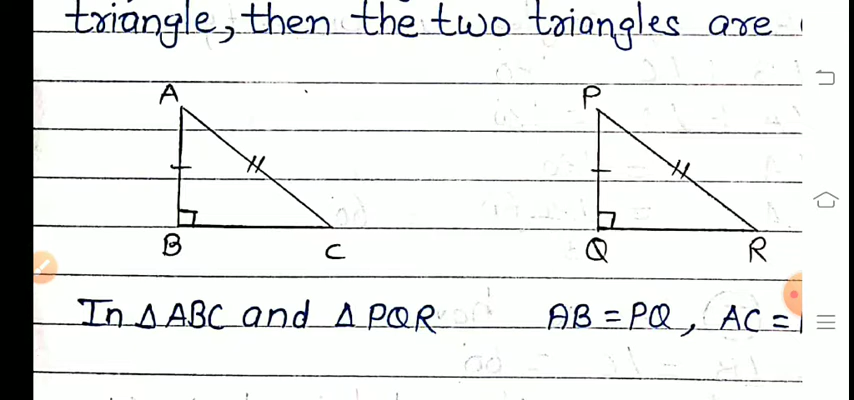 triangle, then the two triangles are
A
P
B
C
Q
R
In △ABC and △PQR AB = PQ, AC =